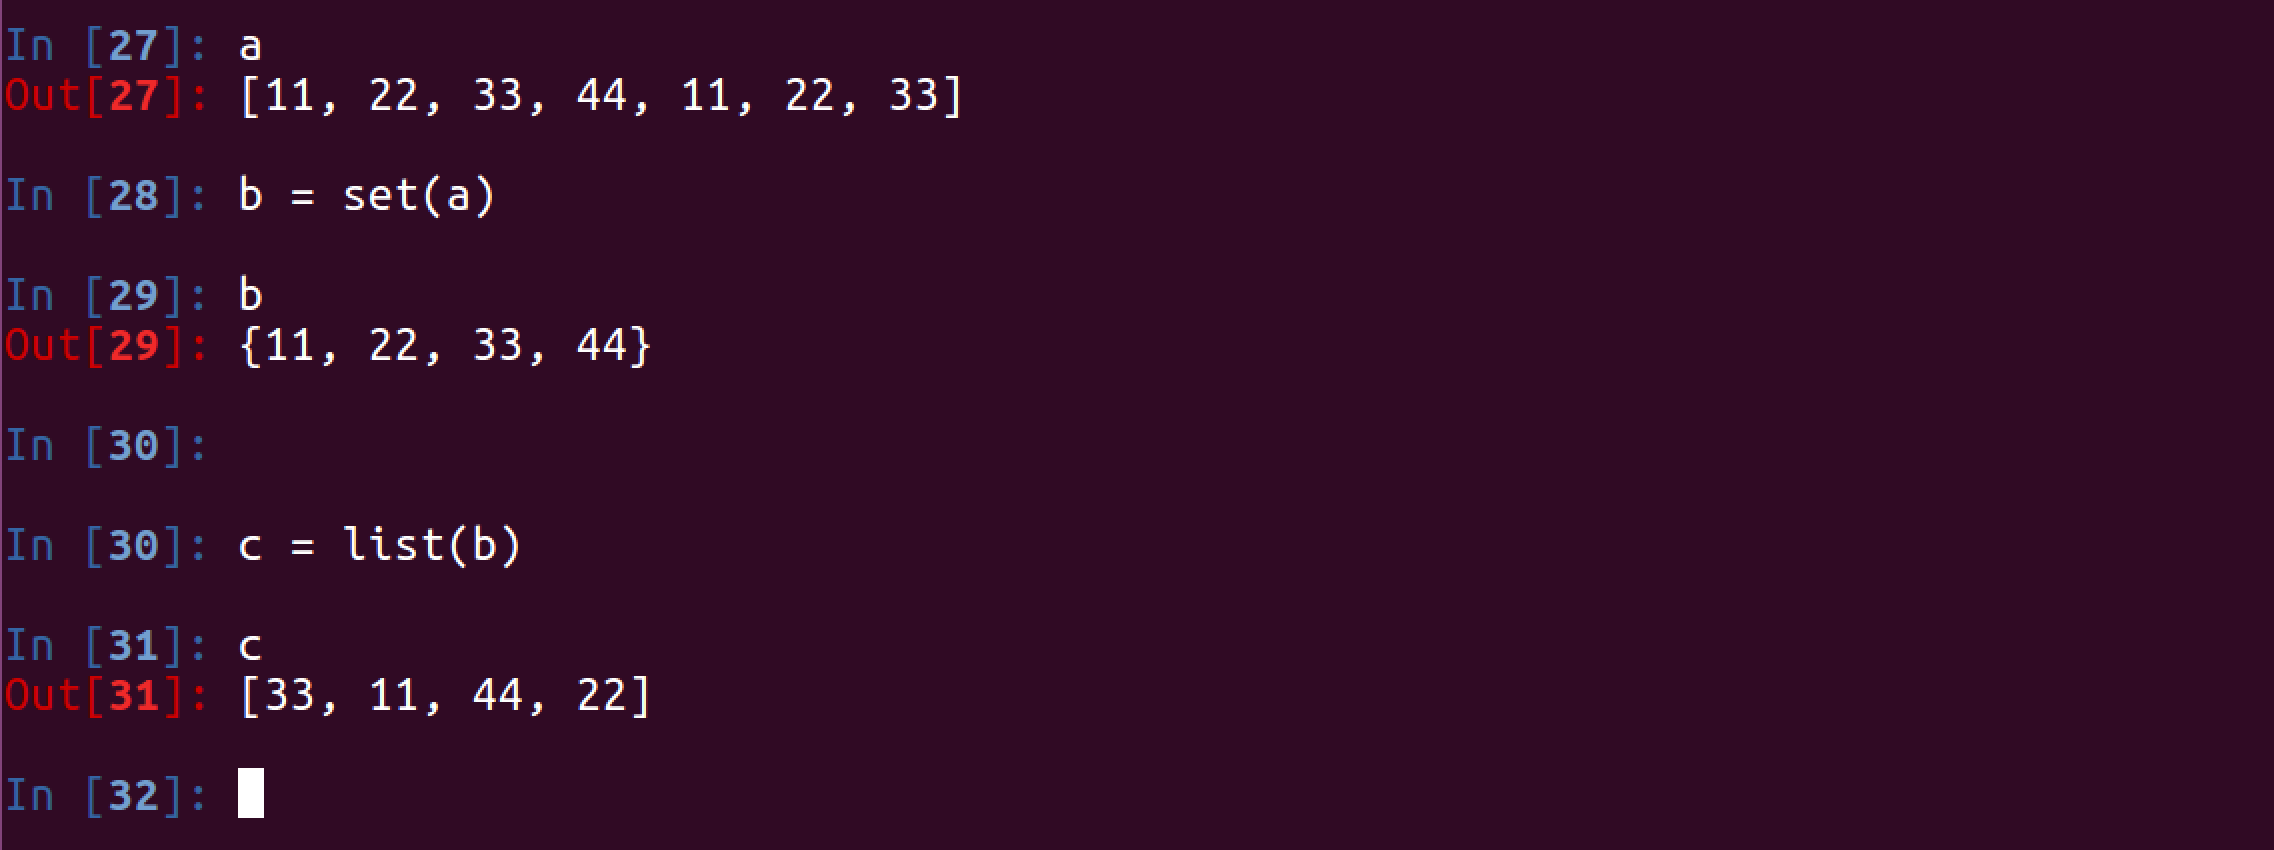 In [27]: a
Out[27]: [11, 22, 33, 44, 11, 22, 33]
In [28]: b = set(a)
In [29]: b
Out[29]: {11, 22, 33, 44}
In [30]:
In [30]: c = list(b)
In [31]: c
Out[31]: [33, 11, 44, 22]
In [32]: